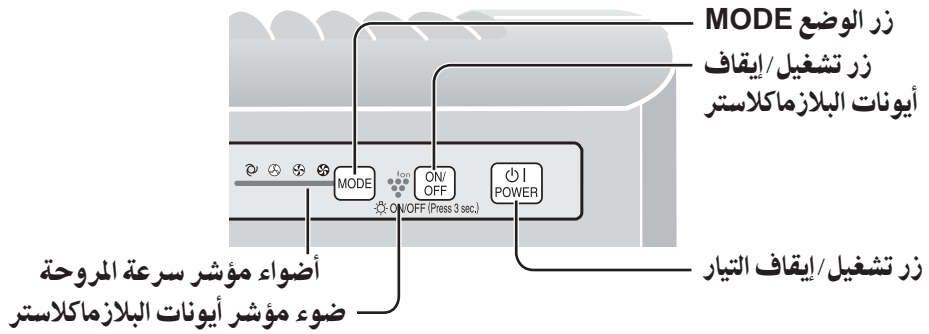 زر الوضع MODE
زر تشغيل/إيقاف
أيونات البلازماكلاستر
Ion
MODE
ON/
OFF
POWER
ON/OFF (Press 3 sec.)
أضواء مؤشر سرعة المروحة
زر تشغيل/إيقاف التيار
ضوء مؤشر أيونات البلازماكلاستر